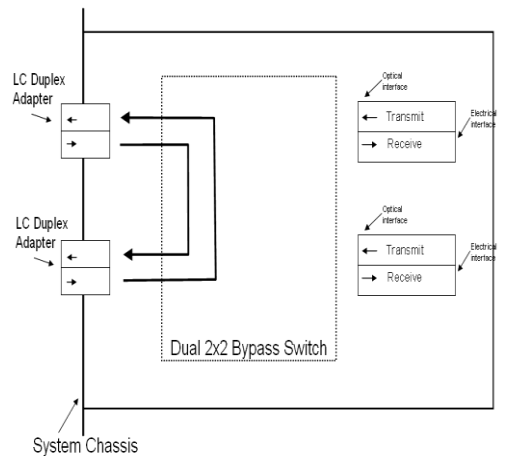 LC Duplex
Adapter
Optical
interface
Transmit
Receive
Electrical
interface
LC Duplex
Adapter
Optical
interface
Transmit
Receive
Electrical
interface
Dual 2x2 Bypass Switch
System Chassis